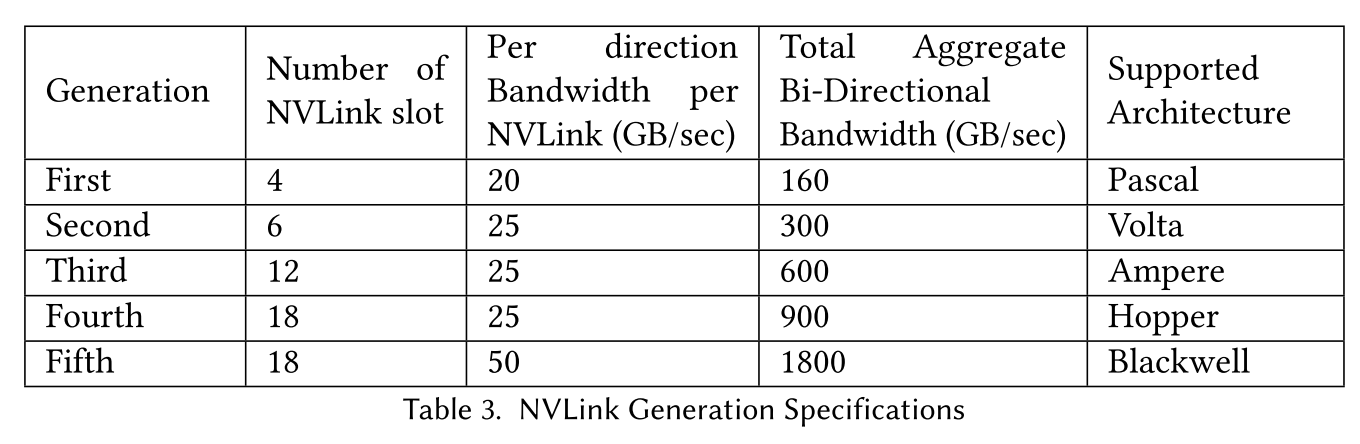 Generation | Number of NVLink slot | Per direction Bandwidth per NVLink (GB/sec) | Total Aggregate Bi-Directional Bandwidth (GB/sec) | Supported Architecture
First | 4 | 20 | 160 | Pascal
Second | 6 | 25 | 300 | Volta
Third | 12 | 25 | 600 | Ampere
Fourth | 18 | 25 | 900 | Hopper
Fifth | 18 | 50 | 1800 | Blackwell
Table 3. NVLink Generation Specifications